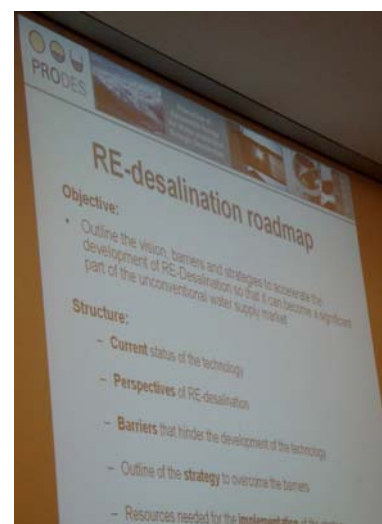 PRODES
RE-desalination roadmap
Objective:
• Outline the vision, barriers and strategies to accelerate the
development of RE-Desalination so that it can become a significant
part of the unconventional water supply market
Structure:
– Current status of the technology
– Perspectives of RE-desalination
– Barriers that hinder the development of the technology
– Outline of the strategy to overcome the barriers
– Resources needed for the implementation of the